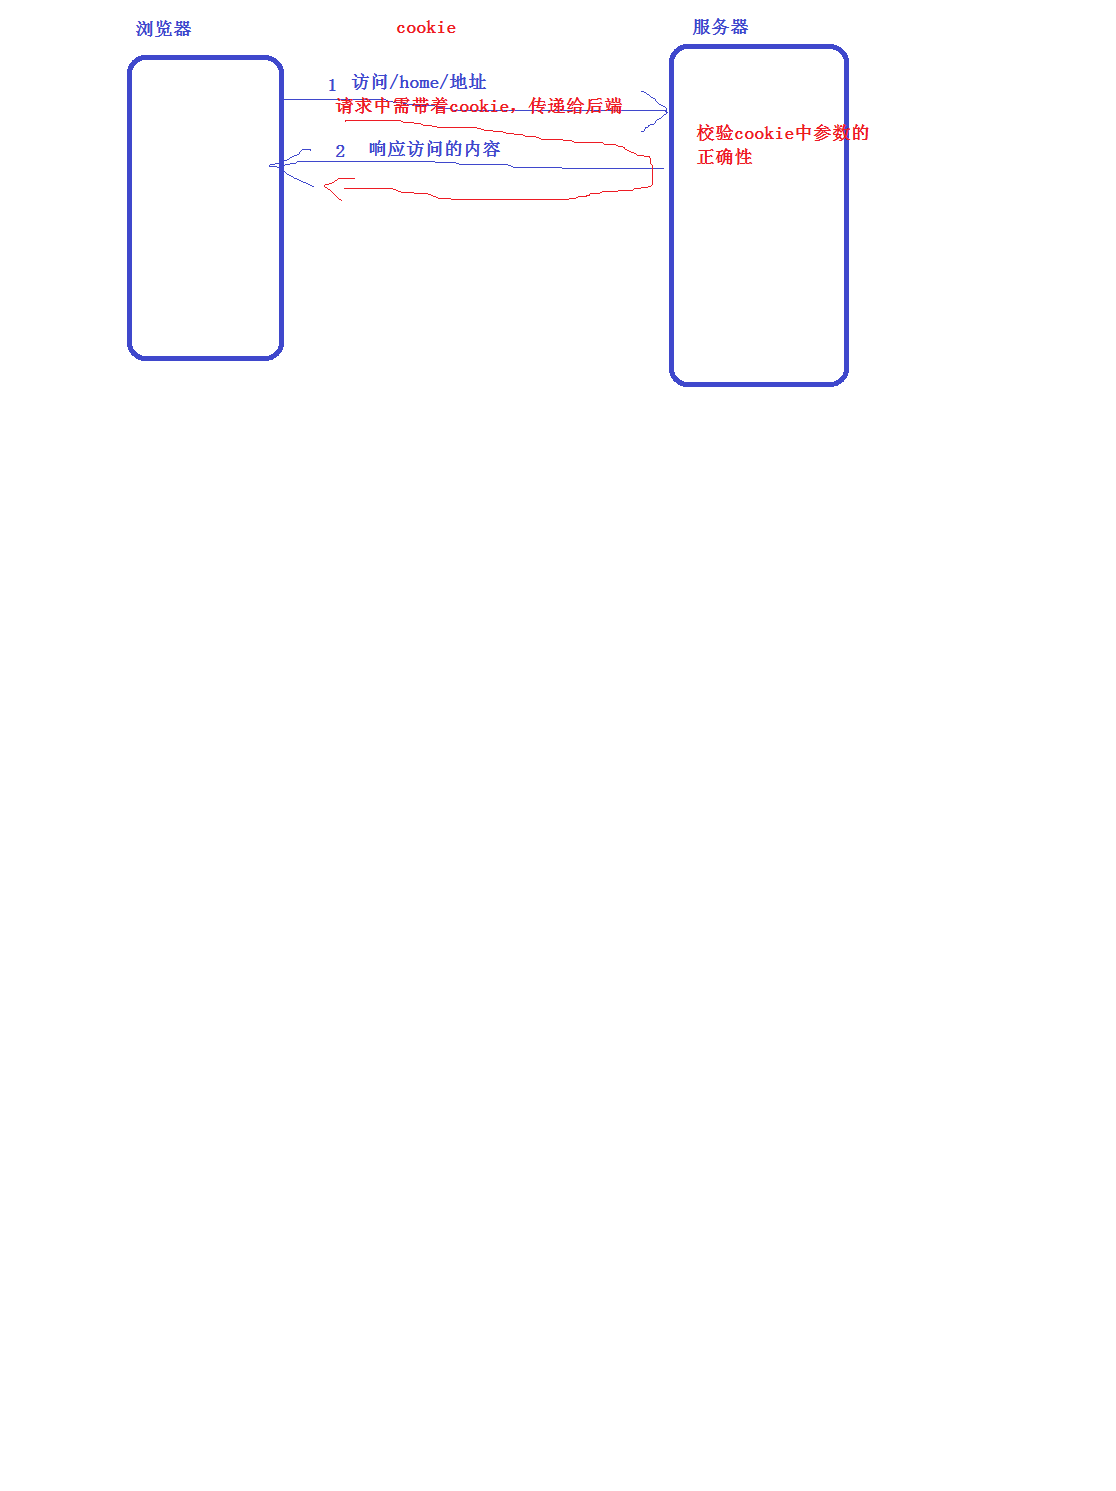 浏览器
cookie
服务器
1 访问/home/地址
请求中需带着cookie，传递给后端
校验cookie中参数的
正确性
2 响应访问的内容